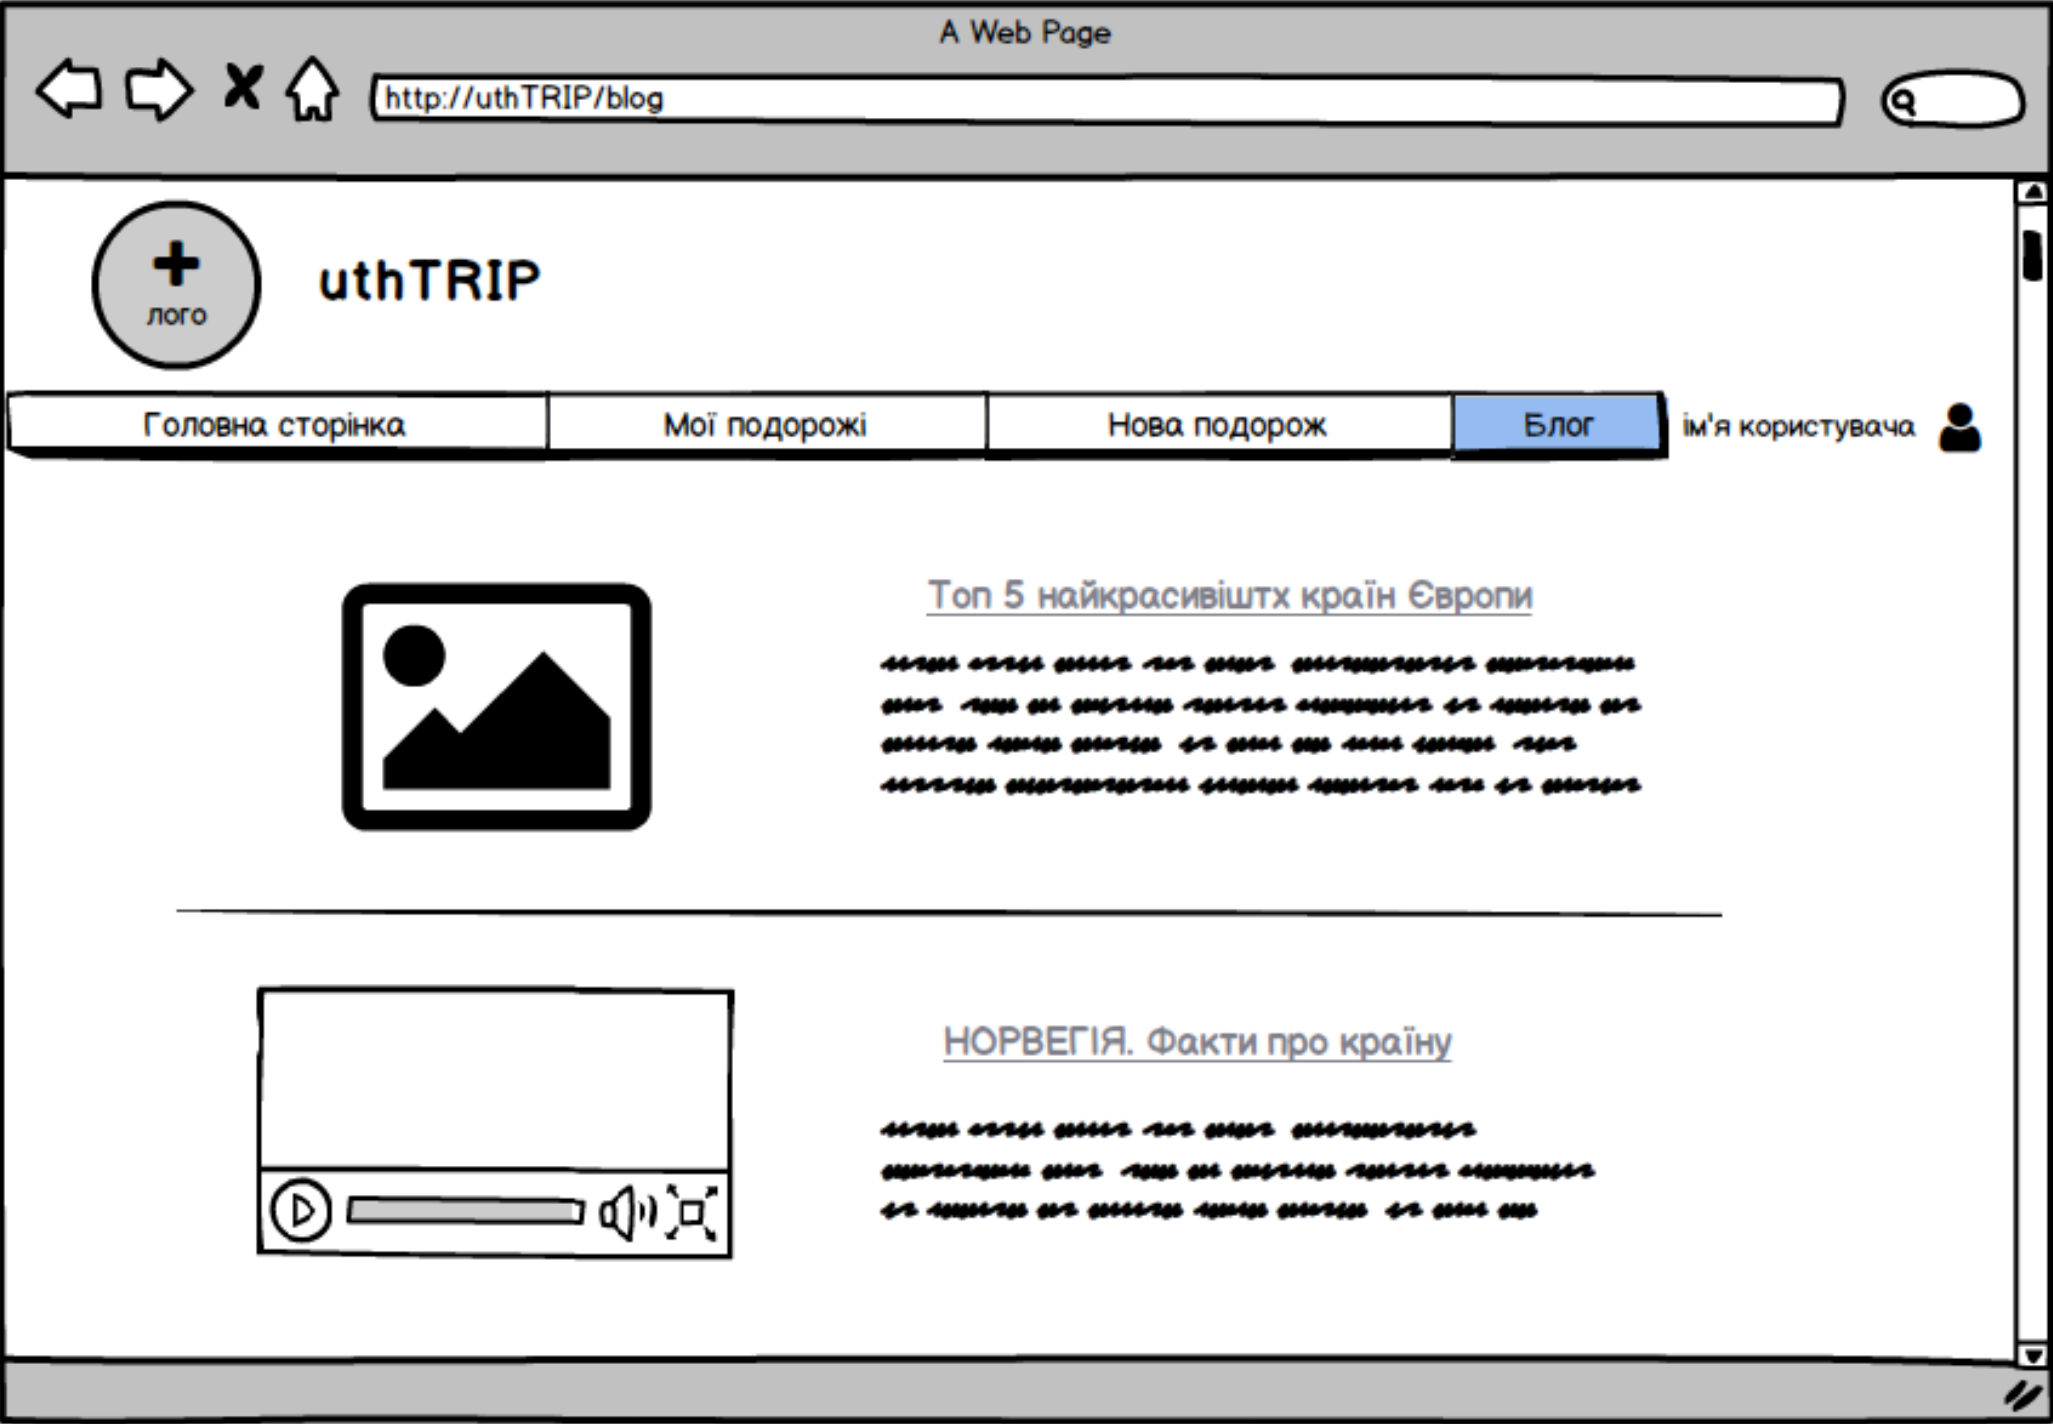 A Web Page
http://uthTRIP/blog
лого
uthTRIP
Головна сторінка
Мої подорожі
Нова подорож
Блог
ім'я користувача
Топ 5 найкрасивіштх країн Європи
НОРВЕГІЯ. Факти про країну